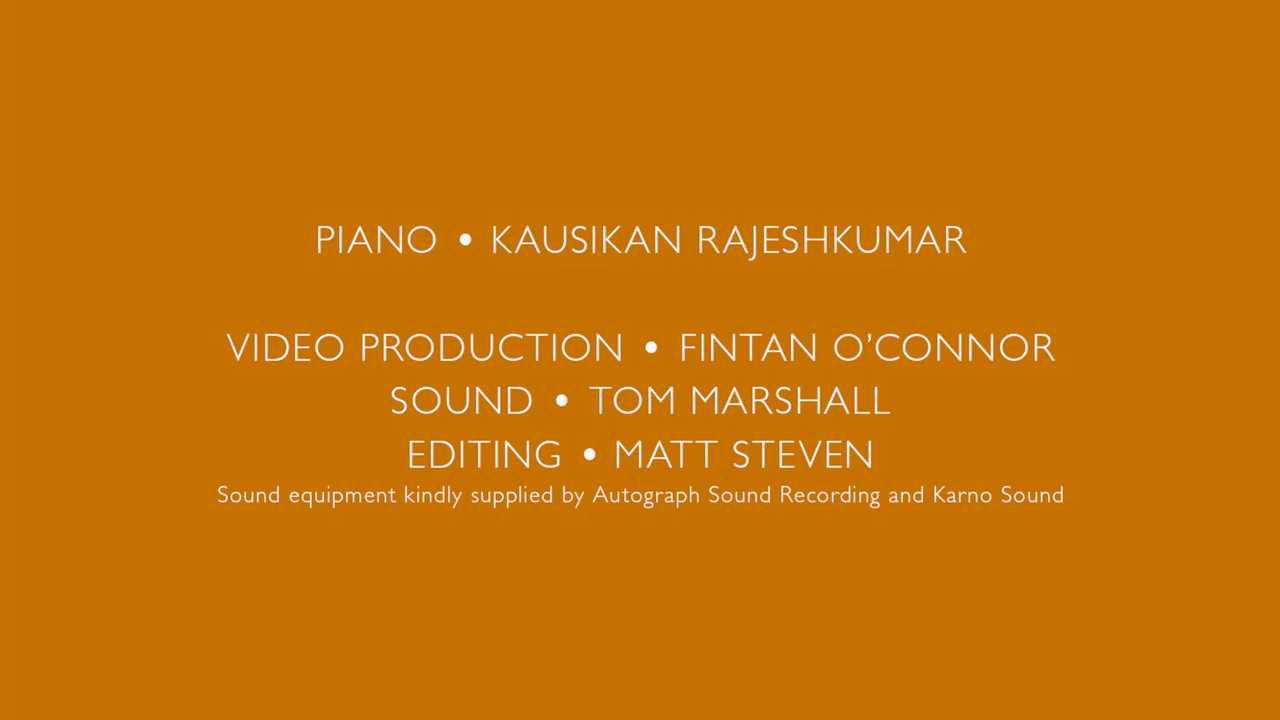 PIANO • KAUSIKAN RAJESHKUMAR
VIDEO PRODUCTION • FINTAN O’CONNOR
SOUND • TOM MARSHALL
EDITING • MATT STEVEN
Sound equipment kindly supplied by Autograph Sound Recording and Karno Sound